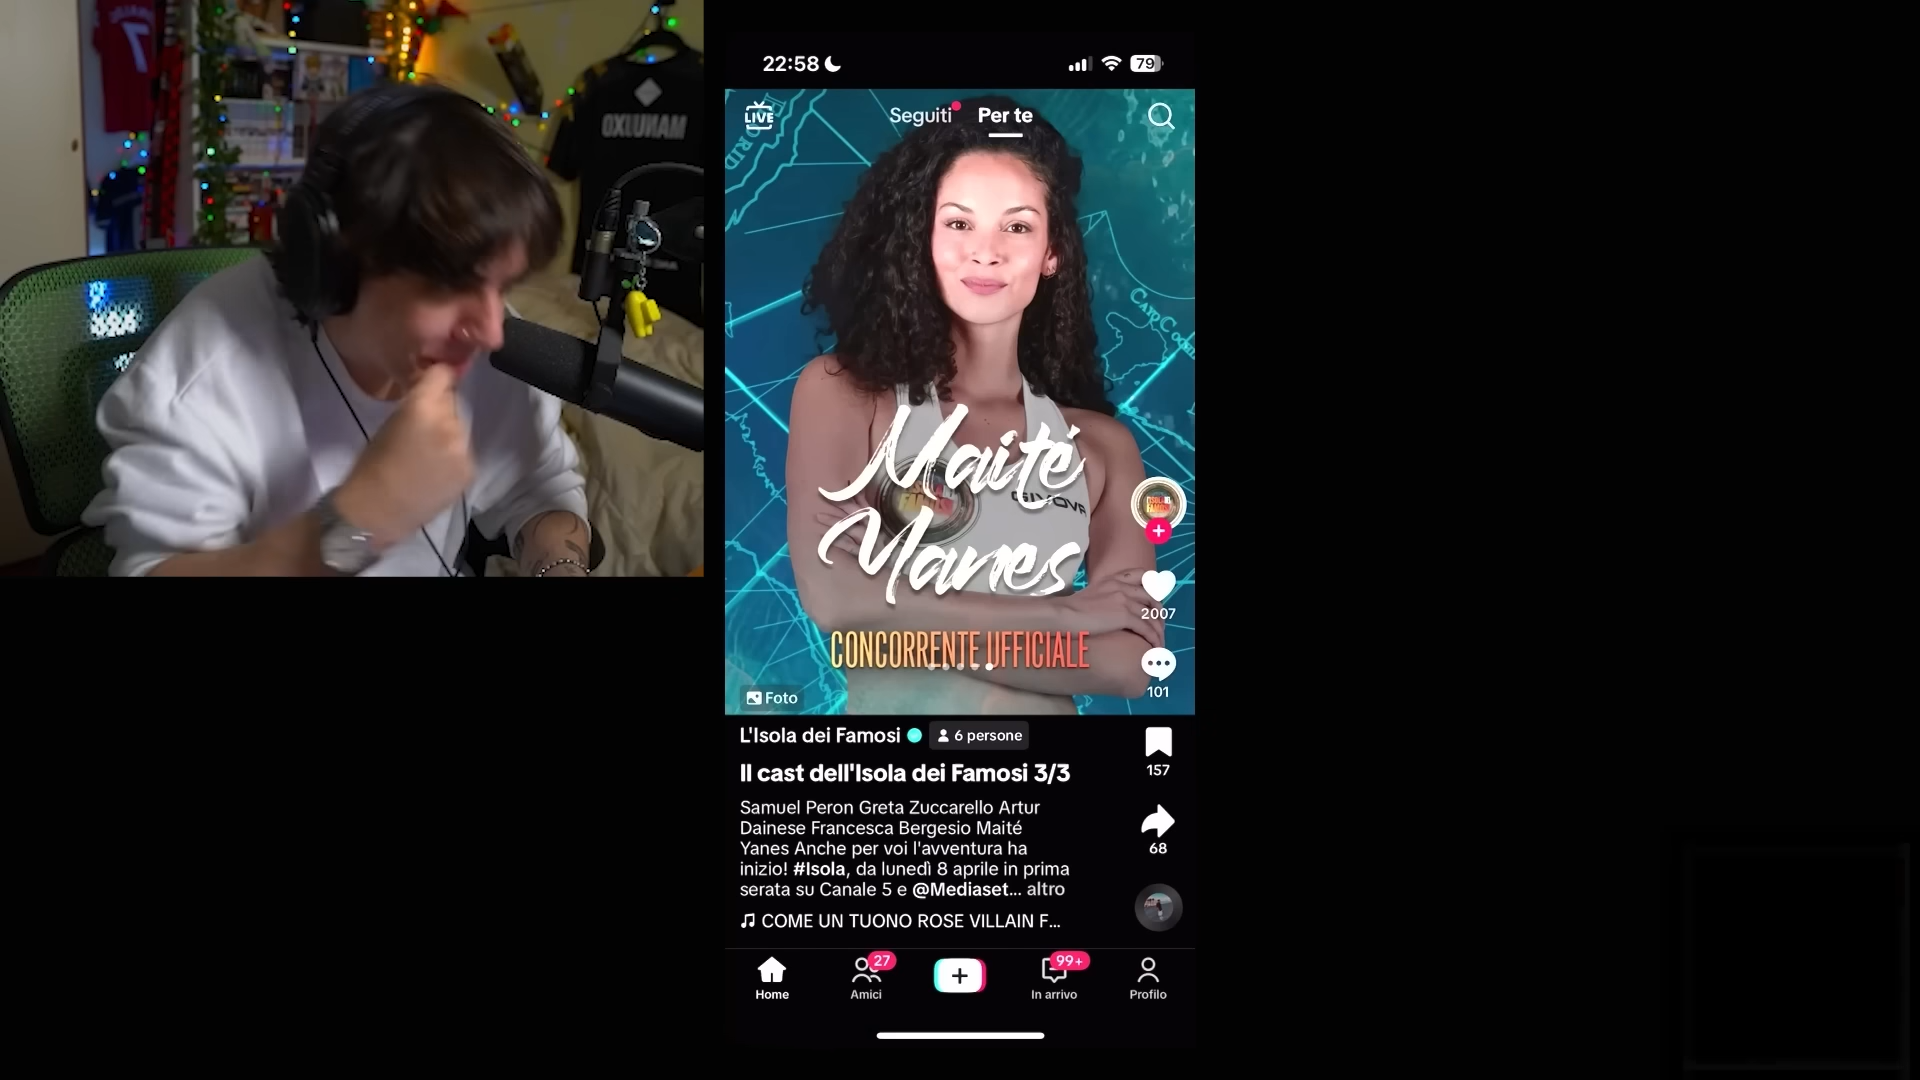 7
OXUUNAM
22:58
79
LIVE
Seguiti
Per te
Maité
GIVOVA
Yanes
CONCORRENTE UFFICIALE
2007
101
Foto
L'Isola dei Famosi
6 persone
Il cast dell'Isola dei Famosi 3/3
157
Samuel Peron Greta Zuccarello Artur
Dainese Francesca Bergesio Maité
Yanes Anche per voi l'avventura ha
inizio! #Isola, da lunedì 8 aprile in prima
serata su Canale 5 e @Mediaset... altro
68
COME UN TUONO ROSE VILLAIN F...
27
99+
Home
Amici
In arrivo
Profilo